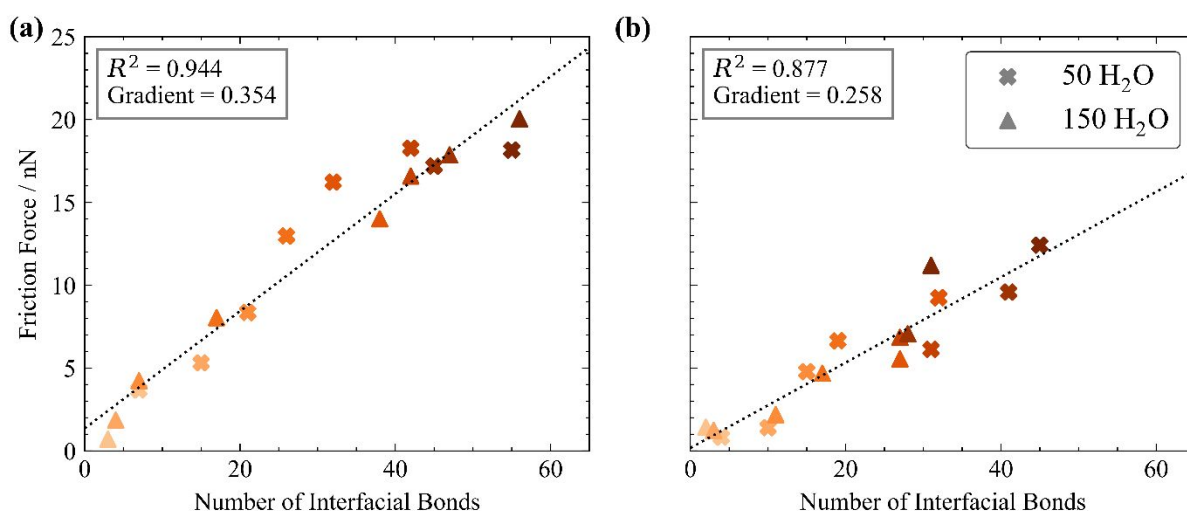 (a)
R² = 0.944
Gradient = 0.354
25
20
15
10
5
0
Friction Force / nN
0 20 40 60
Number of Interfacial Bonds
(b)
R² = 0.877
Gradient = 0.258
50 H₂O
150 H₂O
0 20 40 60
Number of Interfacial Bonds